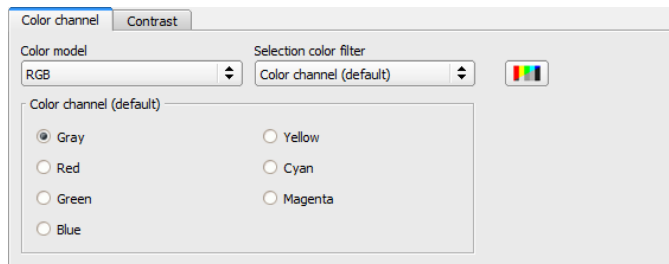 Color channel Contrast
Color model Selection color filter
RGB Color channel (default)
Color channel (default)
Gray Yellow
Red Cyan
Green Magenta
Blue